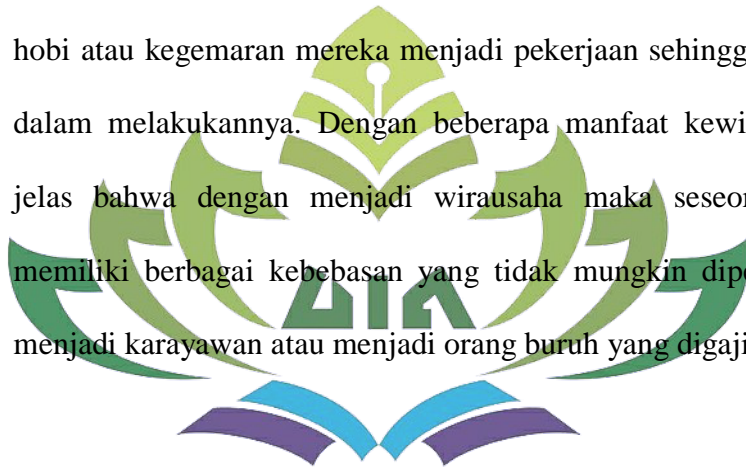 hobi atau kegemaran mereka menjadi pekerjaan sehingg
dalam melakukannya. Dengan beberapa manfaat kewi
jelas bahwa dengan menjadi wirausaha maka seseor
memiliki berbagai kebebasan yang tidak mungkin dipe
UIA
menjadi karayawan atau menjadi orang buruh yang digaji